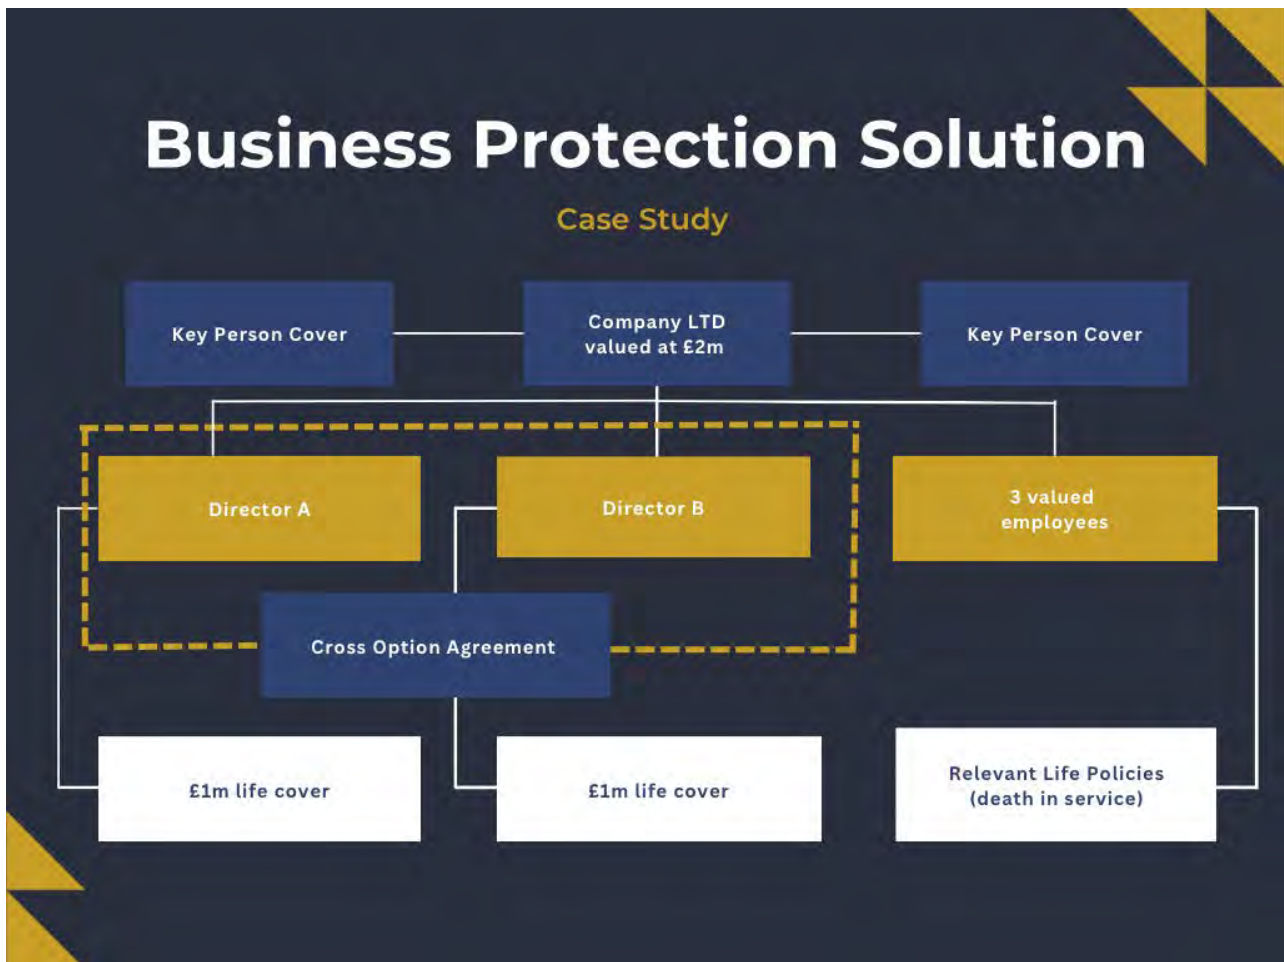 Business Protection Solution
Case Study
Key Person Cover
Company LTD
valued at £2m
Key Person Cover
Director A
Director B
3 valued
employees
Cross Option Agreement
£1m life cover
£1m life cover
Relevant Life Policies
(death in service)